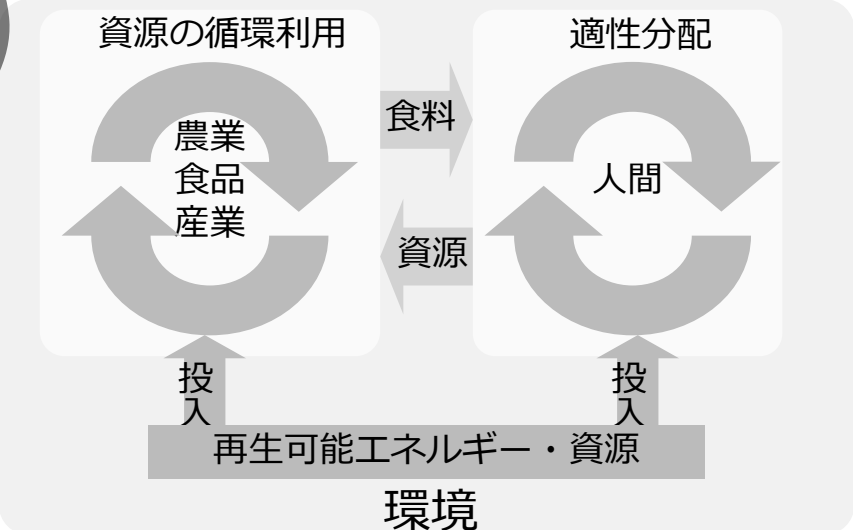 資源の循環利用
適性分配
農業
食品
産業
食料
人間
資源
投
入
投
入
再生可能エネルギー・資源
環境